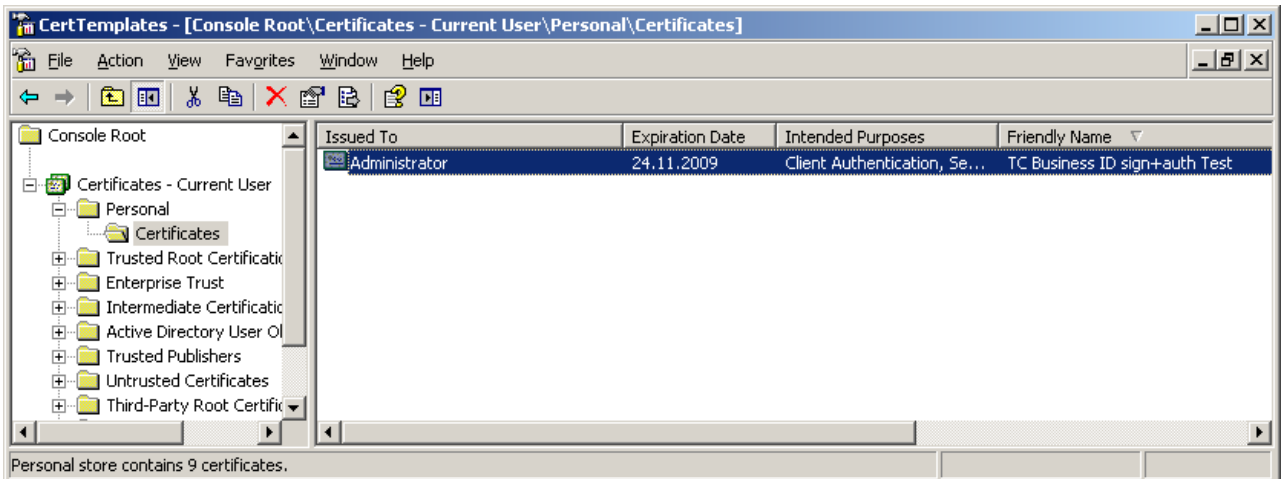 CertTemplates - [Console Root\Certificates - Current User\Personal\Certificates]
File Action View Favorites Window Help
Console Root
Certificates - Current User
Personal
Certificates
Trusted Root Certificatic
Enterprise Trust
Intermediate Certificatic
Active Directory User Ol
Trusted Publishers
Untrusted Certificates
Third-Party Root Certific
Issued To Expiration Date Intended Purposes Friendly Name
Administrator 24.11.2009 Client Authentication, Se... TC Business ID sign+auth Test
Personal store contains 9 certificates.